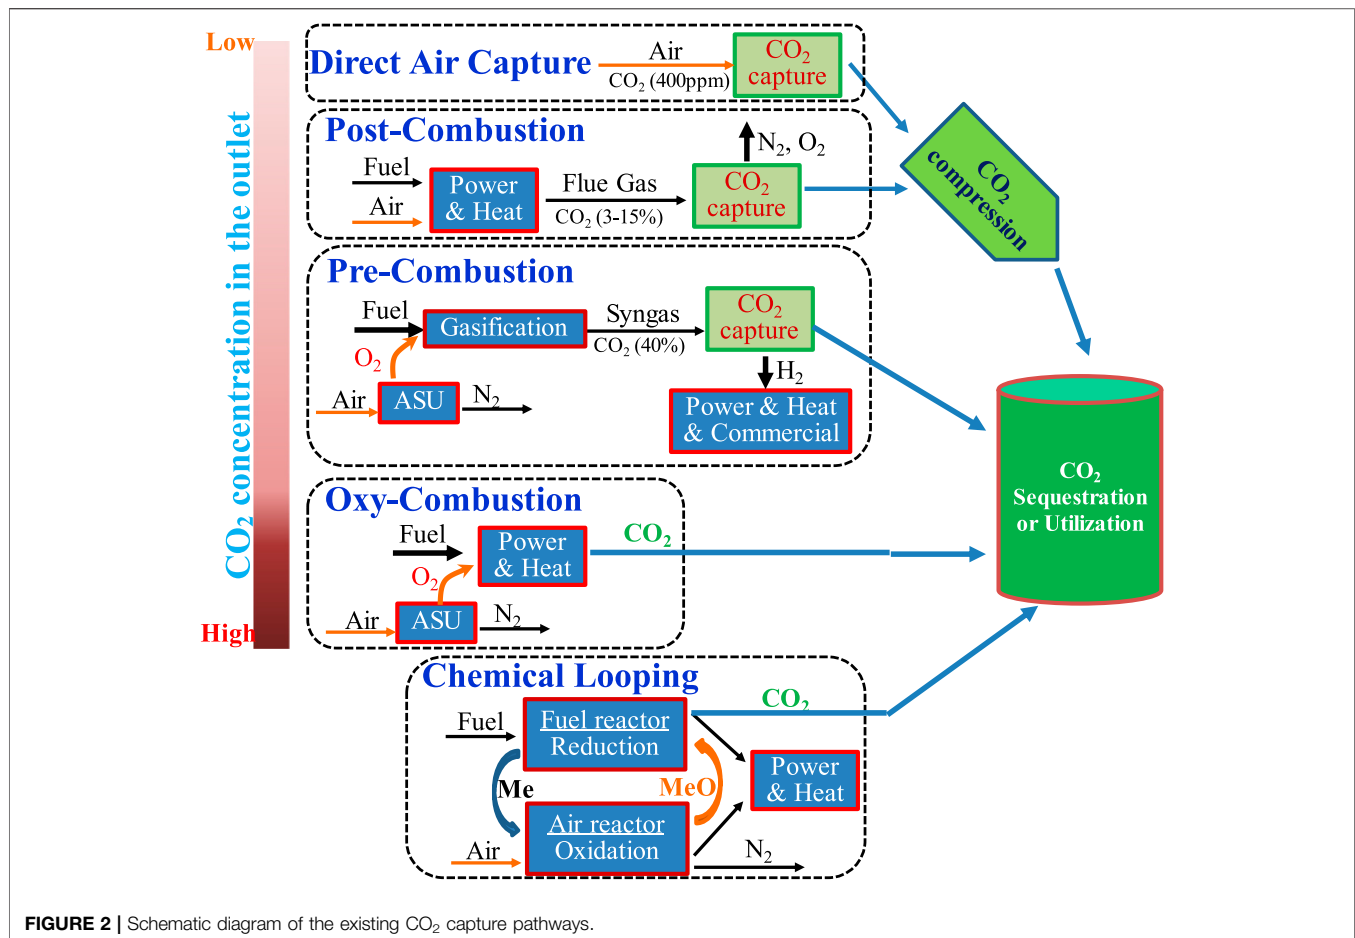 Low
CO₂ concentration in the outlet
High
Direct Air Capture
Air
CO₂ (400ppm)
CO₂
capture
Post-Combustion
Fuel
Air
Power
& Heat
Flue Gas
CO₂ (3-15%)
N₂, O₂
CO₂
capture
CO₂
compression
Pre-Combustion
Fuel
O₂
Gasification
Air
ASU
N₂
Syngas
CO₂ (40%)
CO₂
capture
H₂
Power & Heat
& Commercial
CO₂
Sequestration
or Utilization
Oxy-Combustion
Fuel
O₂
Power
& Heat
CO₂
Air
ASU
N₂
Chemical Looping
Fuel
Fuel reactor
Reduction
CO₂
Me
MeO
Power
& Heat
Air
Air reactor
Oxidation
N₂
FIGURE 2 | Schematic diagram of the existing CO₂ capture pathways.